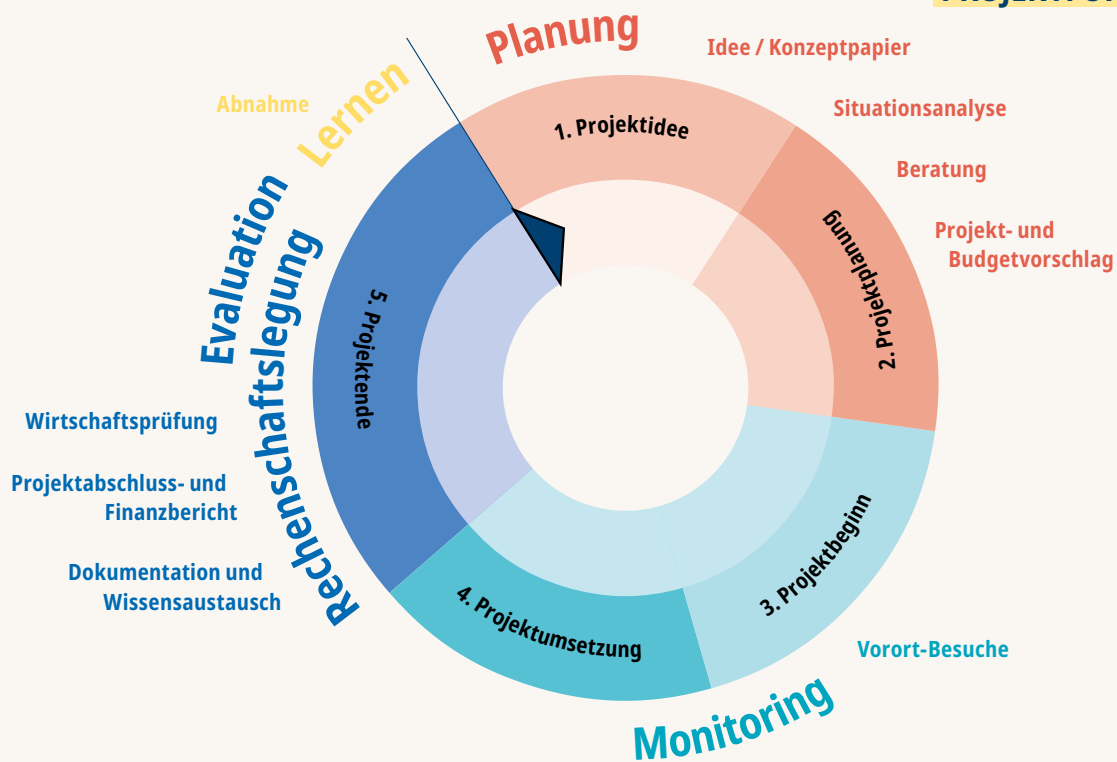 Planung
Idee / Konzeptpapier
Situationsanalyse
Beratung
Projekt- und
Budgetvorschlag
1. Projektidee
2. Projektplanung
3. Projektbeginn
Vorort-Besuche
Monitoring
4. Projektumsetzung
5. Projektende
Rechenschaftslegung
Evaluation
Wirtschaftsprüfung
Projektabschluss- und
Finanzbericht
Dokumentation und
Wissensaustausch
Lernen
Abnahme